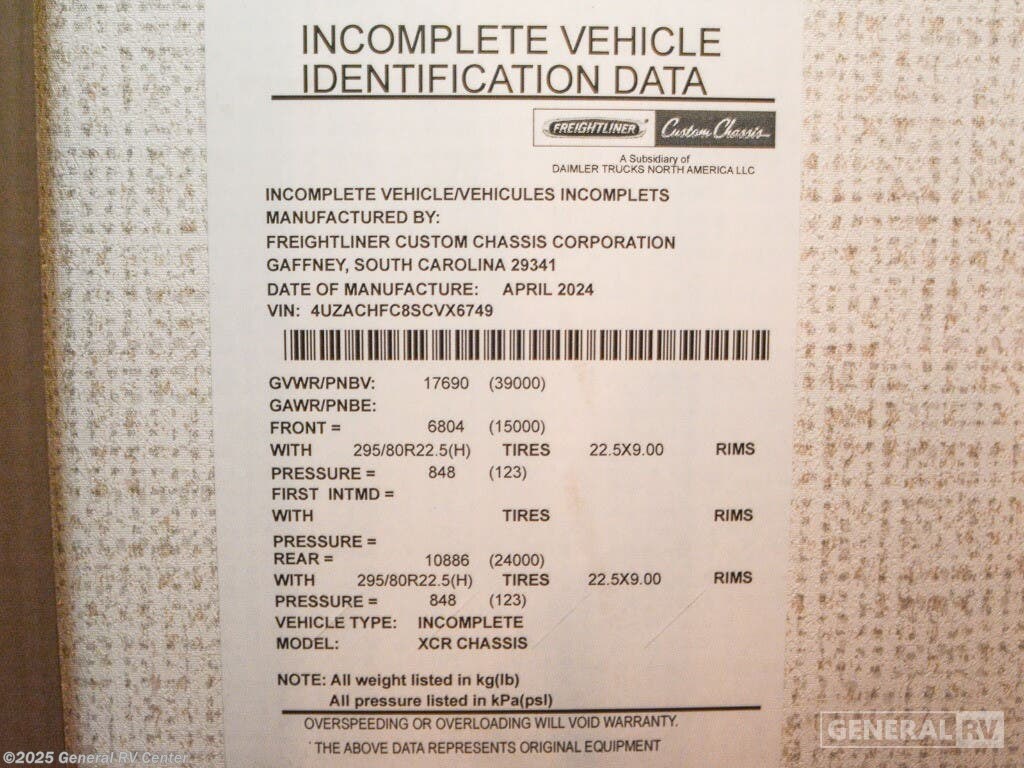 INCOMPLETE VEHICLE
IDENTIFICATION DATA
FREIGHTLINER Custom Chassis
A Subsidiary of
DAIMLER TRUCKS NORTH AMERICA LLC
INCOMPLETE VEHICLE/VEHICULES INCOMPLETS
MANUFACTURED BY:
FREIGHTLINER CUSTOM CHASSIS CORPORATION
GAFFNEY, SOUTH CAROLINA 29341
DATE OF MANUFACTURE: APRIL 2024
VIN: 4UZACHFC8SCVX6749
GVWR/PNBV: 17690 (39000)
GAWR/PNBE:
FRONT = 6804 (15000)
WITH 295/80R22.5(H) TIRES 22.5X9.00 RIMS
PRESSURE = 848 (123)
FIRST INTMD =
WITH TIRES RIMS
PRESSURE =
REAR = 10886 (24000)
WITH 295/80R22.5(H) TIRES 22.5X9.00 RIMS
PRESSURE = 848 (123)
VEHICLE TYPE: INCOMPLETE
MODEL: XCR CHASSIS
NOTE: All weight listed in kg(lb)
All pressure listed in kPa(psi)
OVERSPEEDING OR OVERLOADING WILL VOID WARRANTY.
THE ABOVE DATA REPRESENTS ORIGINAL EQUIPMENT
GENERAL RV
©2025 General RV Center